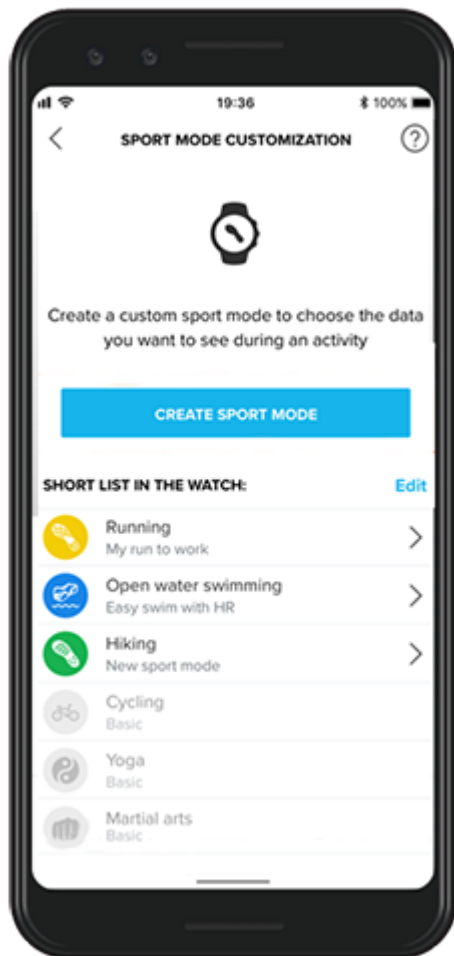 19:36
100%
SPORT MODE CUSTOMIZATION
?
Create a custom sport mode to choose the data
you want to see during an activity
CREATE SPORT MODE
SHORT LIST IN THE WATCH:
Edit
Running
My run to work
Open water swimming
Easy swim with HR
Hiking
New sport mode
Cycling
Basic
Yoga
Basic
Martial arts
Basic